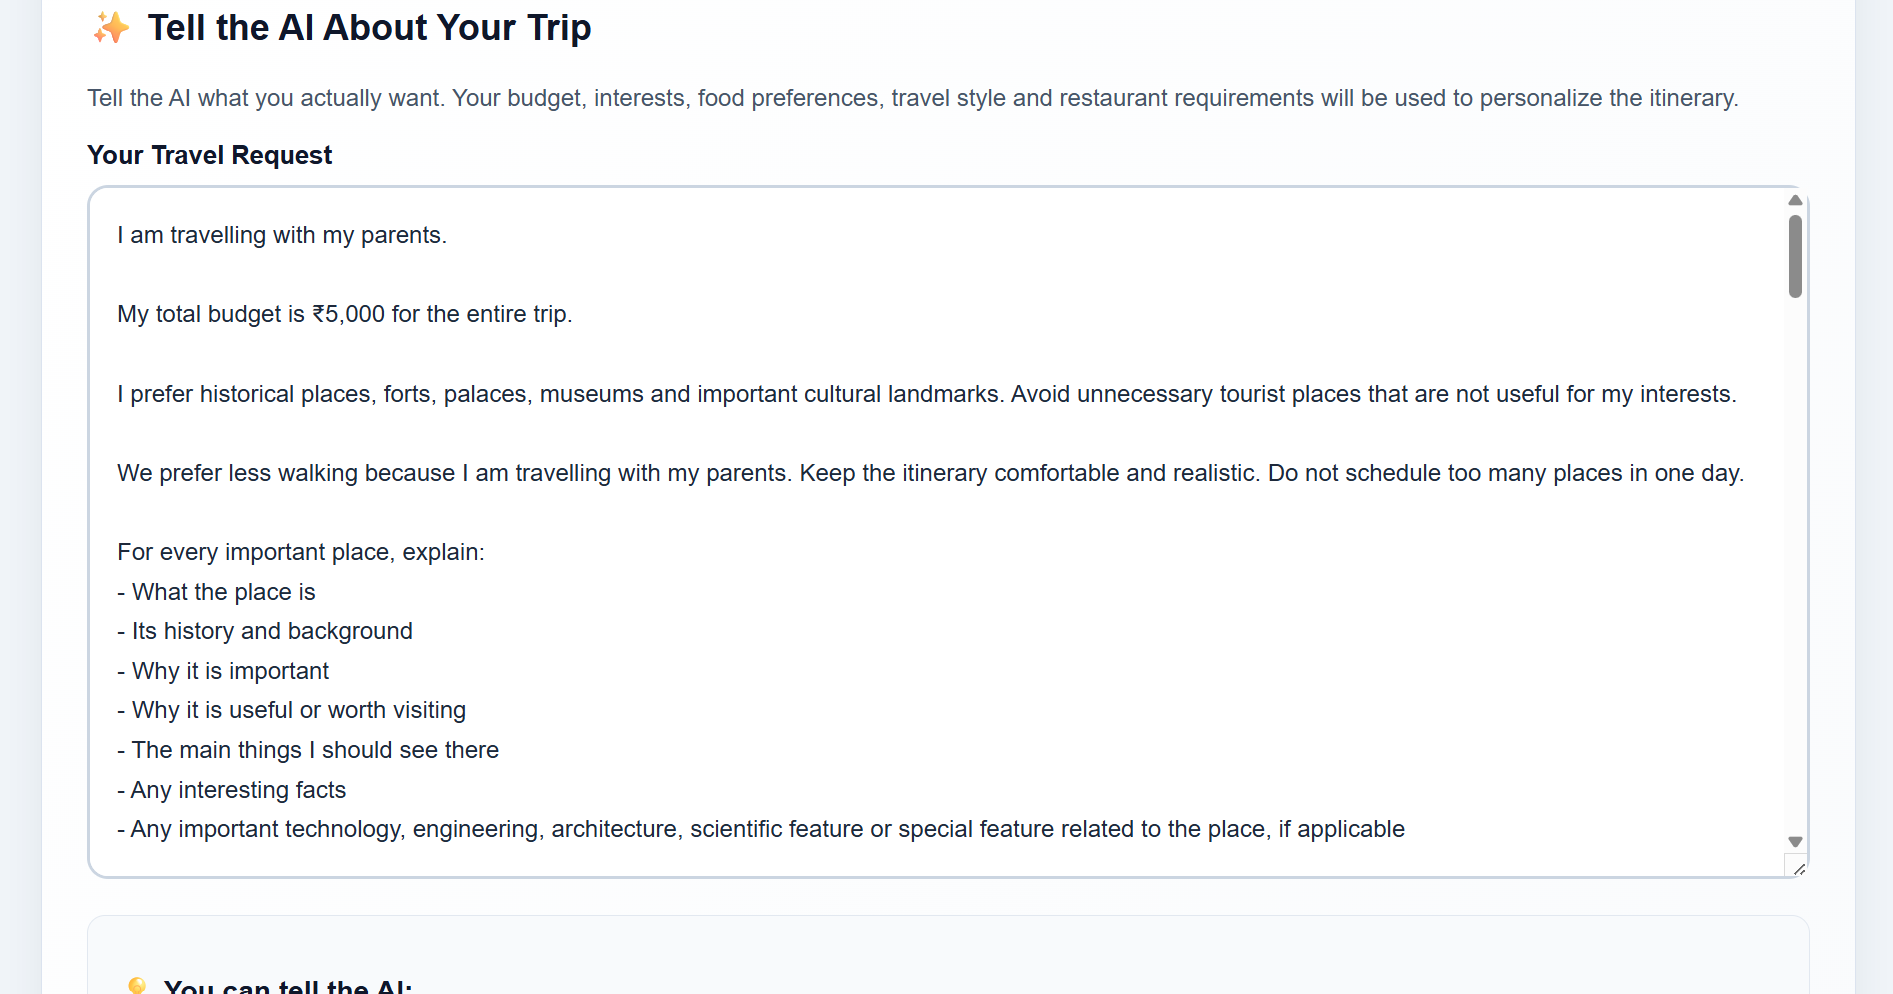 ✨ Tell the AI About Your Trip
Tell the AI what you actually want. Your budget, interests, food preferences, travel style and restaurant requirements will be used to personalize the itinerary.
Your Travel Request
I am travelling with my parents.
My total budget is ₹5,000 for the entire trip.
I prefer historical places, forts, palaces, museums and important cultural landmarks. Avoid unnecessary tourist places that are not useful for my interests.
We prefer less walking because I am travelling with my parents. Keep the itinerary comfortable and realistic. Do not schedule too many places in one day.
For every important place, explain:
- What the place is
- Its history and background
- Why it is important
- Why it is useful or worth visiting
- The main things I should see there
- Any interesting facts
- Any important technology, engineering, architecture, scientific feature or special feature related to the place, if applicable
💡 You can tell the AI: